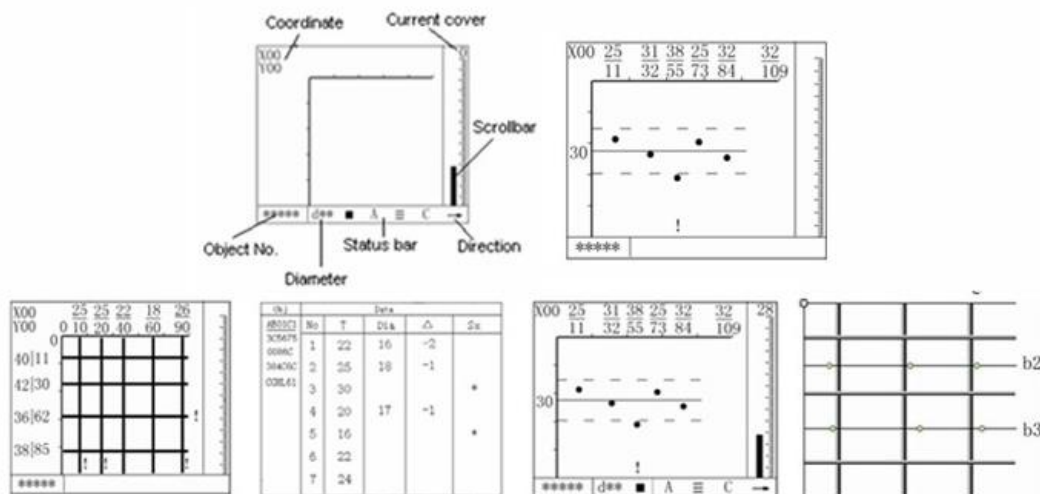 Coordinate
Current cover
X00
Y00
0
Scrollbar
***** d** ■ A ☰ C →
Object No.
Status bar
Direction
Diameter
X00 25 31 38 25 32 32
11 32 55 73 84 109
30
!
*****
X00 25 25 22 18 26
Y00 0 10 20 40 60 90
0
40|11
42|30
36|62 !
38|85
! ! !
*****
Data
No T Dia △
1 22 16 -2
2 25 18 -1
3 30 *
4 20 17 -1
5 16 *
6 22
7 24
X00 25 31 38 25 32 32 28
11 32 55 73 84 109
30
!
***** d** ■ A ☰ C →
b2
b3